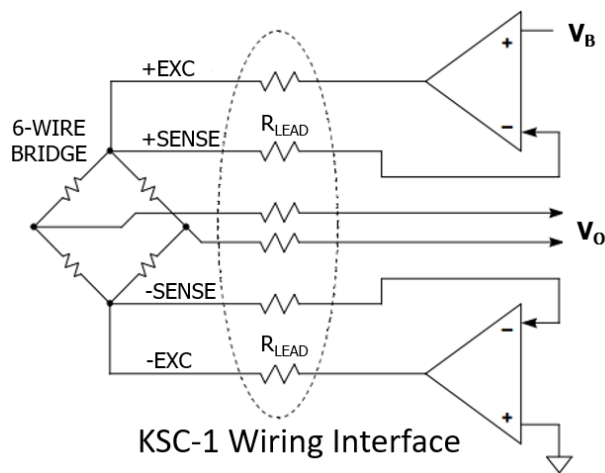 +EXC
+
V_B
6-WIRE
BRIDGE
+SENSE
R_LEAD
−
V_O
-SENSE
−
R_LEAD
-EXC
+
KSC-1 Wiring Interface